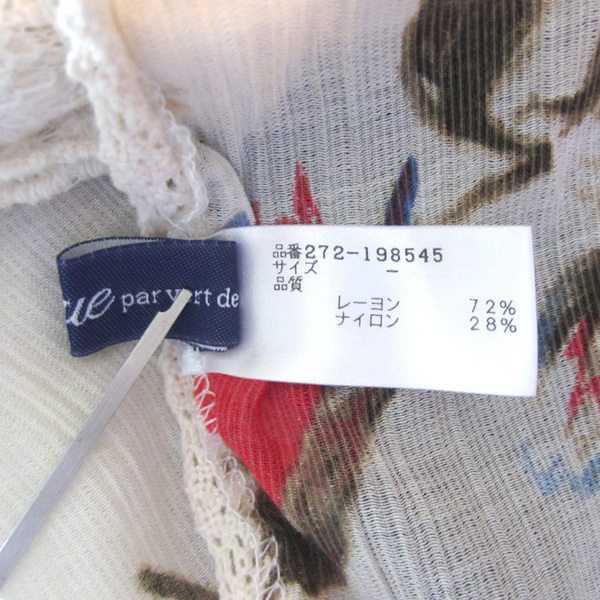 par vert de
品番272-198545
サイズ －
品質
レーヨン 72%
ナイロン 28%